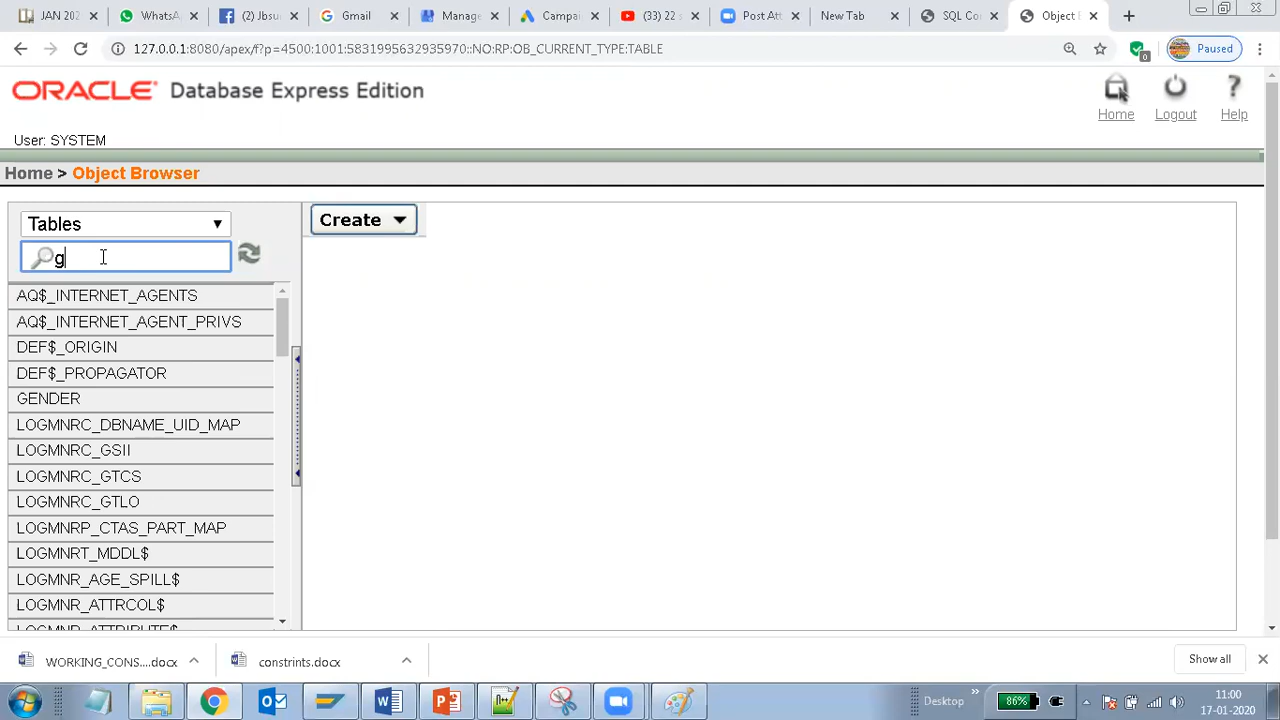 JAN 202
WhatsA
(2) Jbsu
Gmail
Manage
Campai
(33) 22 s
Post Att
New Tab
SQL Co
Object B
127.0.0.1:8080/apex/f?p=4500:1001:5831995632935970::NO:RP:OB_CURRENT_TYPE:TABLE
0
Paused
ORACLE Database Express Edition
Home
Logout
Help
User: SYSTEM
Home > Object Browser
Tables
Create
g
AQ$_INTERNET_AGENTS
AQ$_INTERNET_AGENT_PRIVS
DEF$_ORIGIN
DEF$_PROPAGATOR
GENDER
LOGMNRC_DBNAME_UID_MAP
LOGMNRC_GSII
LOGMNRC_GTCS
LOGMNRC_GTLO
LOGMNRP_CTAS_PART_MAP
LOGMNRT_MDDL$
LOGMNR_AGE_SPILL$
LOGMNR_ATTRCOL$
LOGMNR_ATTRIBUTE$
WORKING_CONS....docx
constrints.docx
Show all
Desktop
86%
11:00
17-01-2020